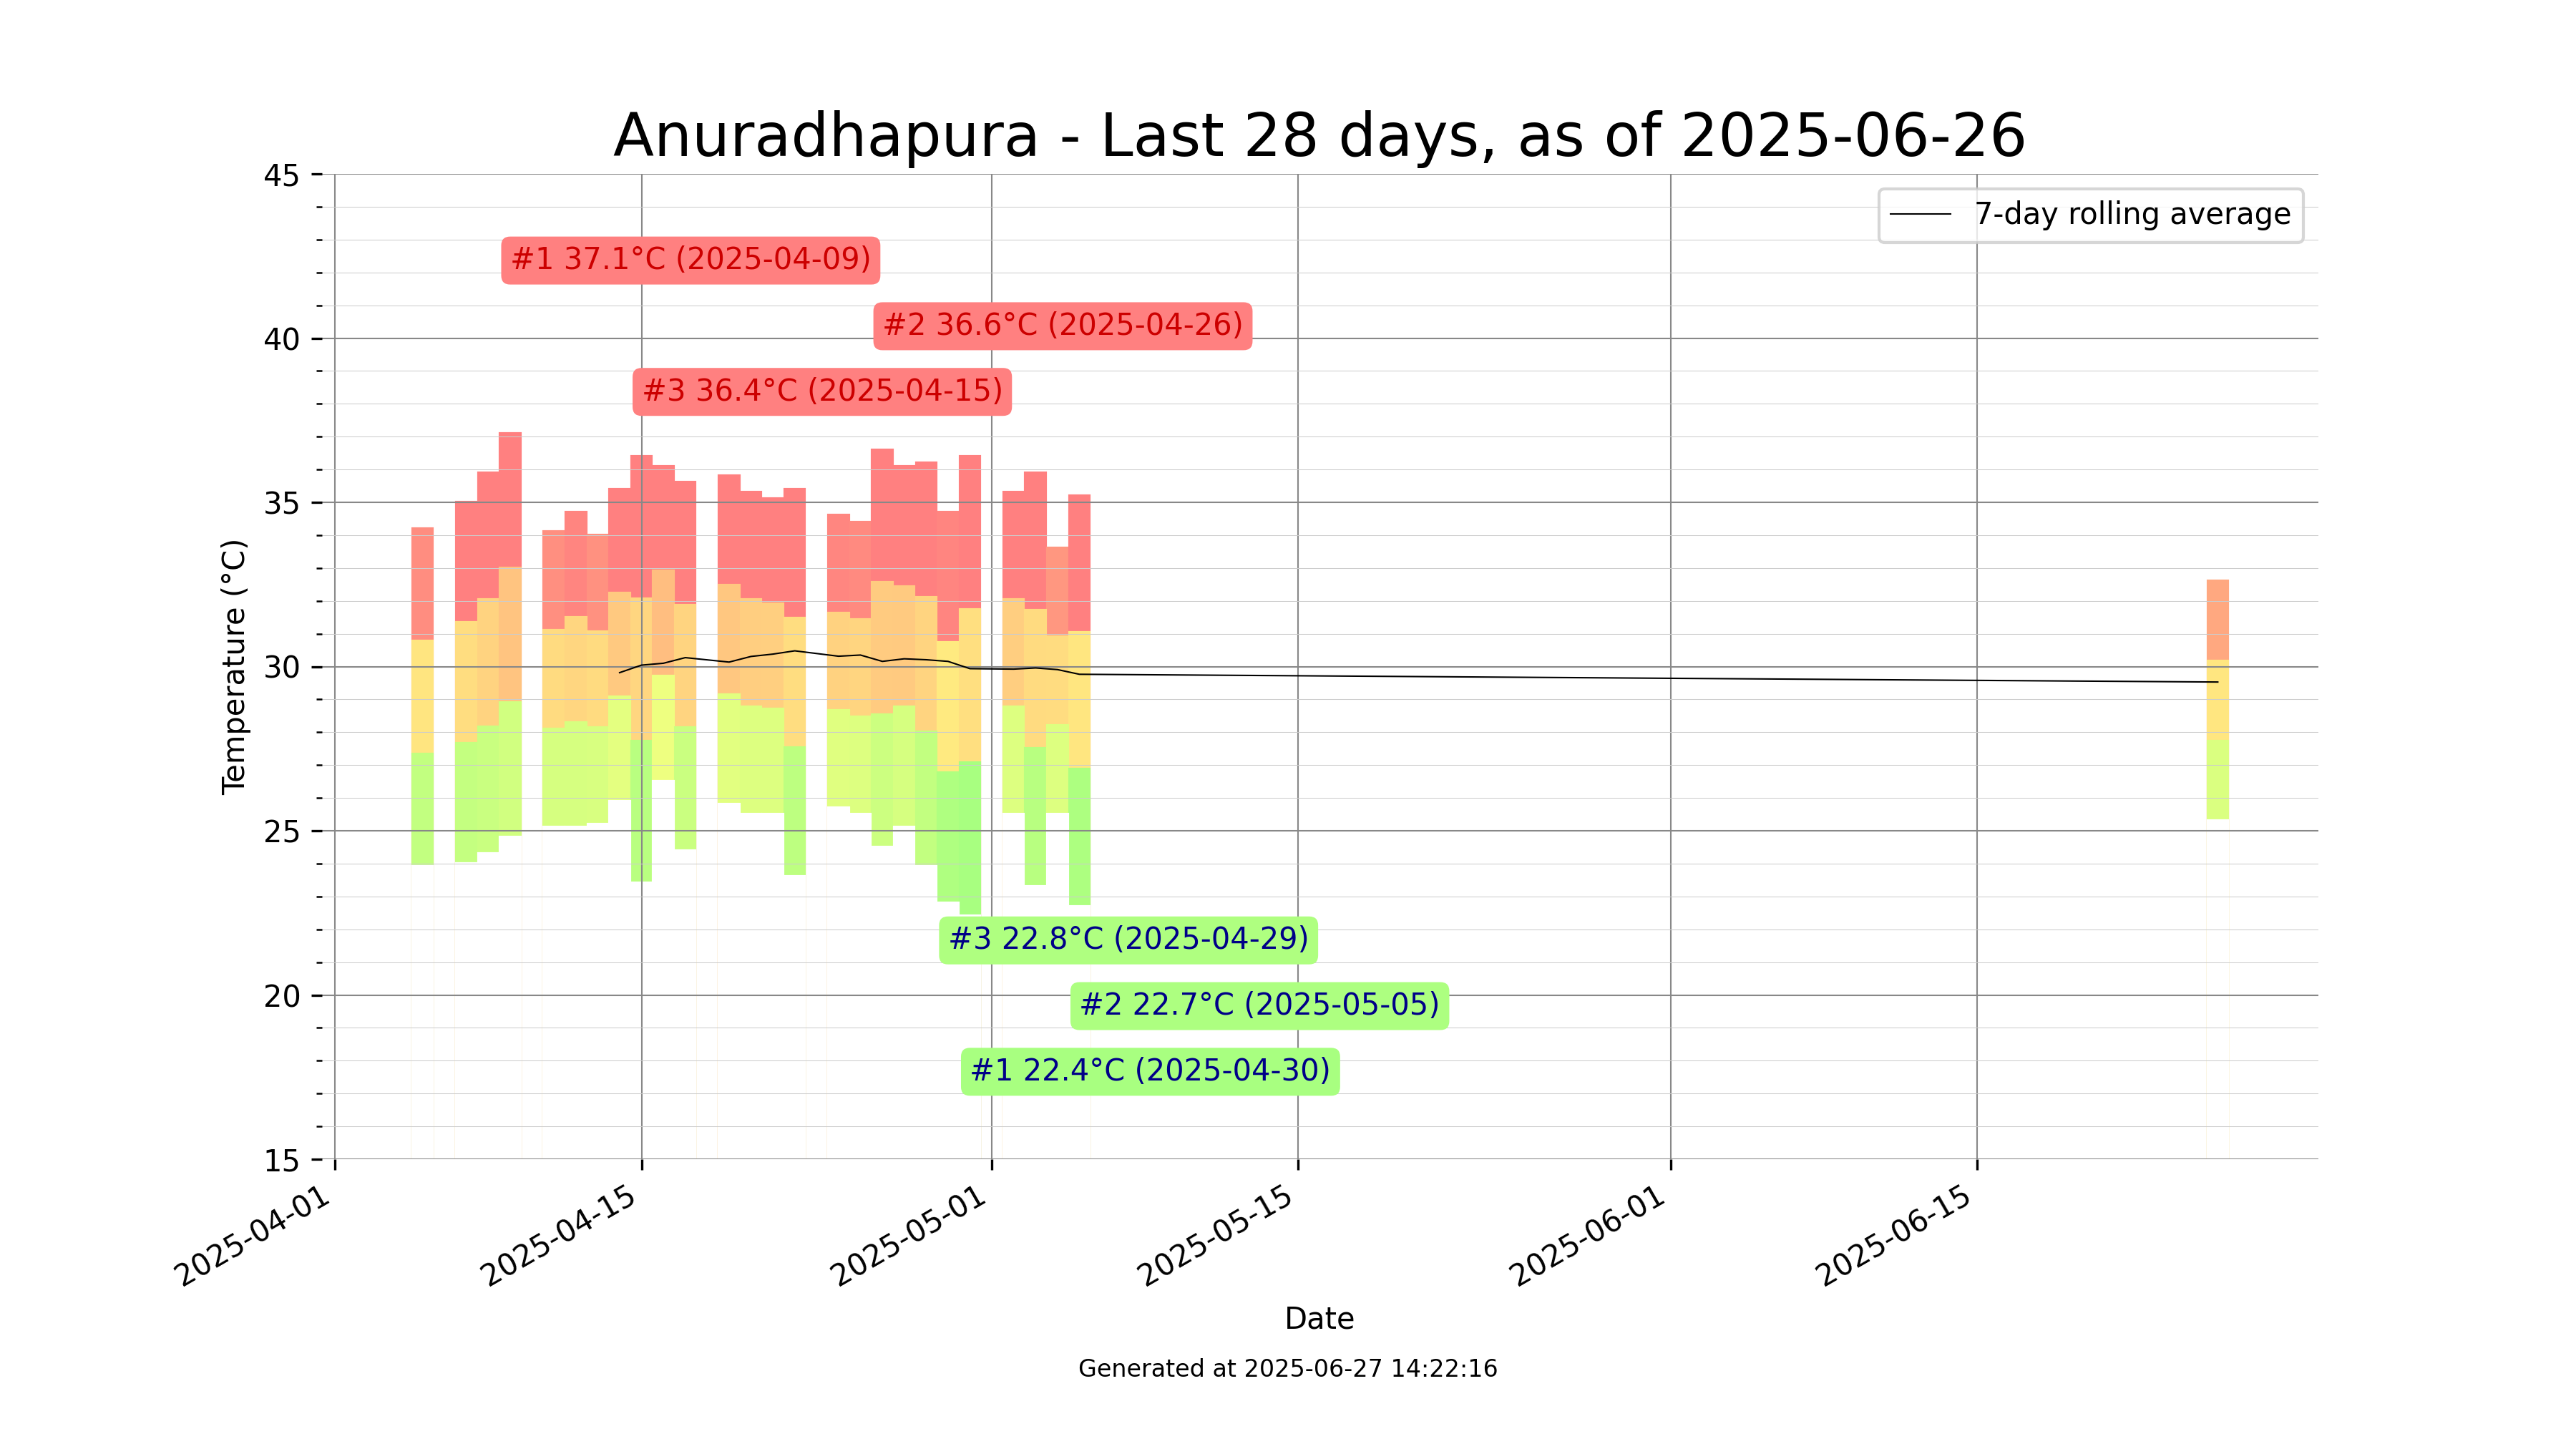 Anuradhapura - Last 28 days, as of 2025-06-26
45
7-day rolling average
#1 37.1°C (2025-04-09)
#2 36.6°C (2025-04-26)
40
#3 36.4°C (2025-04-15)
35
Temperature (°C)
30
25
#3 22.8°C (2025-04-29)
20
#2 22.7°C (2025-05-05)
#1 22.4°C (2025-04-30)
15
2025-04-01
2025-04-15
2025-05-01
2025-05-15
2025-06-01
2025-06-15
Date
Generated at 2025-06-27 14:22:16